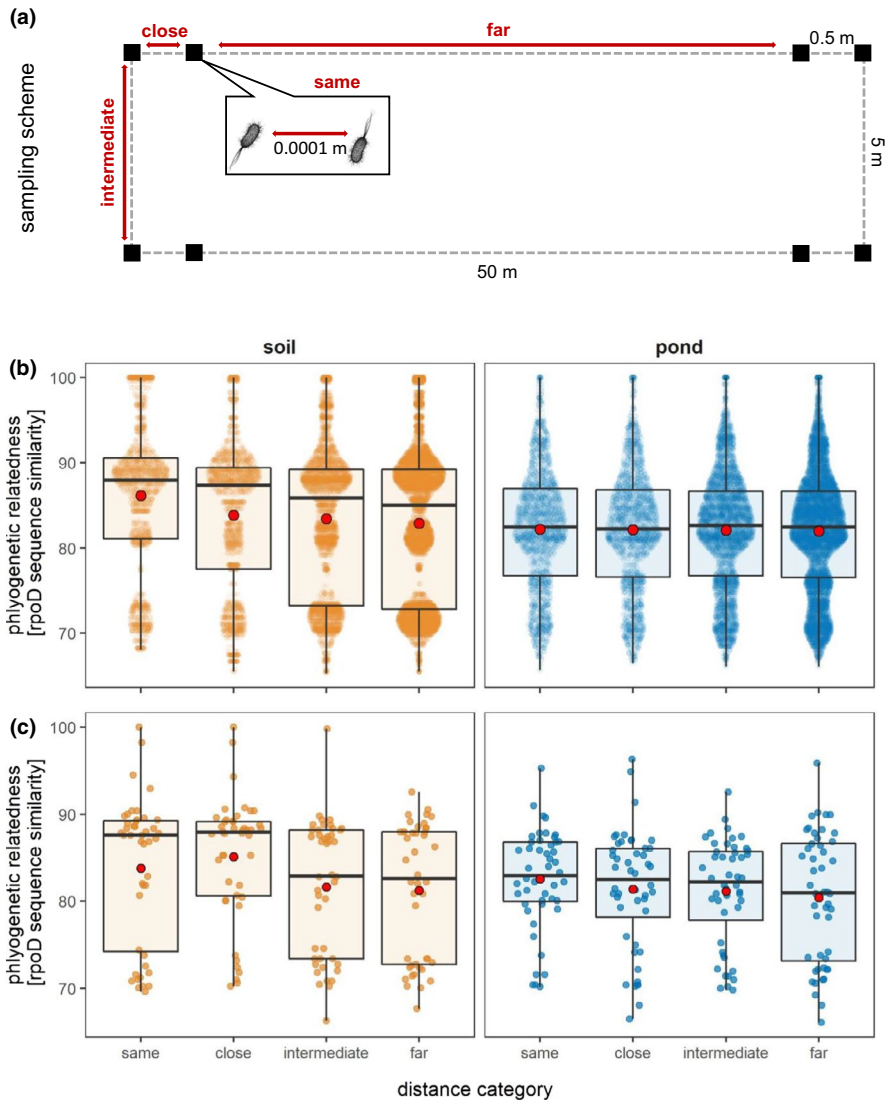 (a)
close
far
0.5 m
same
0.0001 m
intermediate
sampling scheme
5 m
50 m
soil
pond
(b)
phlyogenetic relatedness
[rpoD sequence similarity]
100
90
80
70
(c)
phlyogenetic relatedness
[rpoD sequence similarity]
100
90
80
70
same
close
intermediate
far
same
close
intermediate
far
distance category